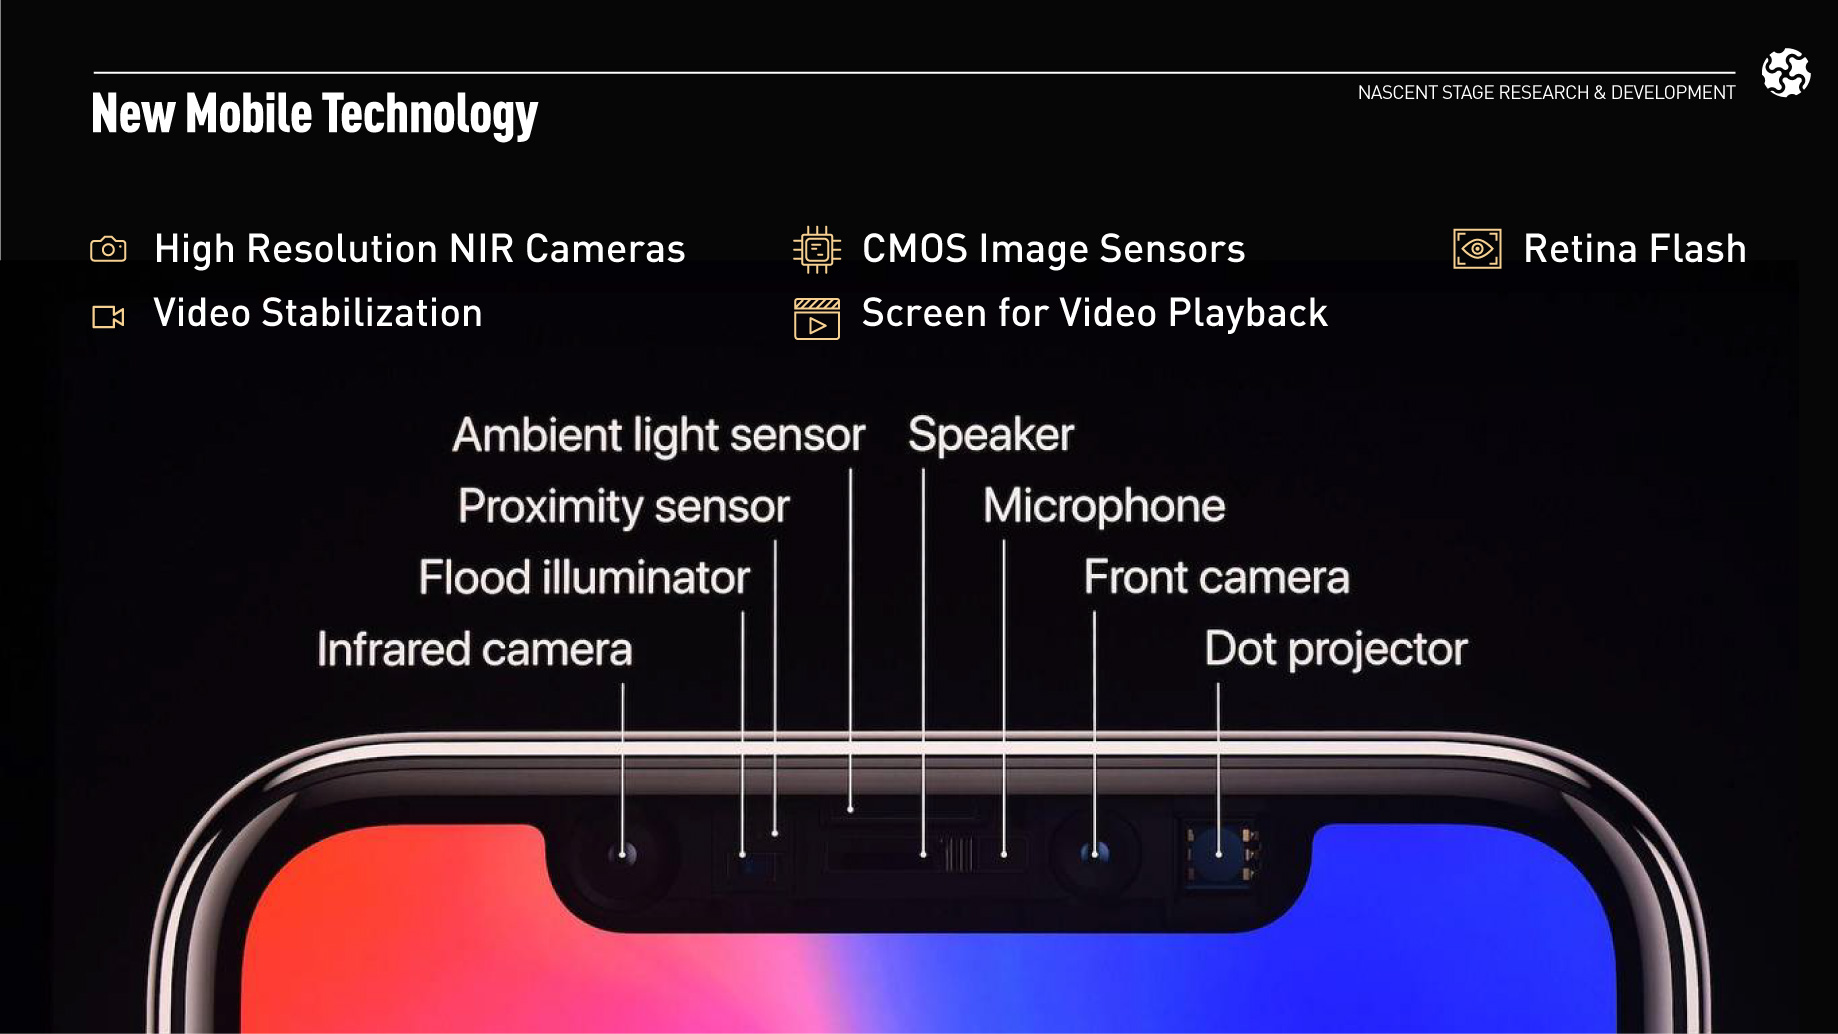 NASCENT STAGE RESEARCH & DEVELOPMENT
New Mobile Technology
High Resolution NIR Cameras
CMOS Image Sensors
Retina Flash
Video Stabilization
Screen for Video Playback
Ambient light sensor
Speaker
Proximity sensor
Microphone
Flood illuminator
Front camera
Infrared camera
Dot projector